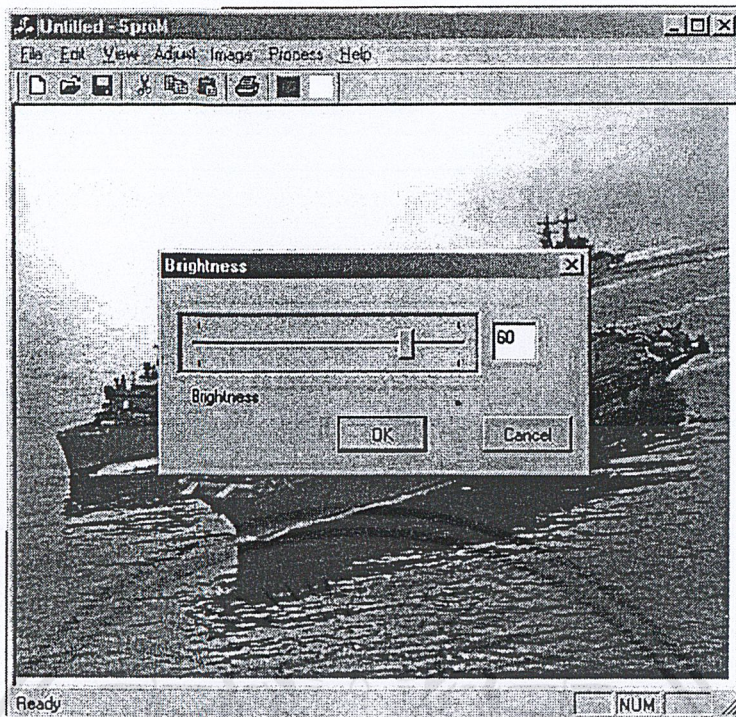 Untitled - SproM
File Edit View Adjust Image Process Help
Brightness
60
Brightness
OK Cancel
Ready NUM